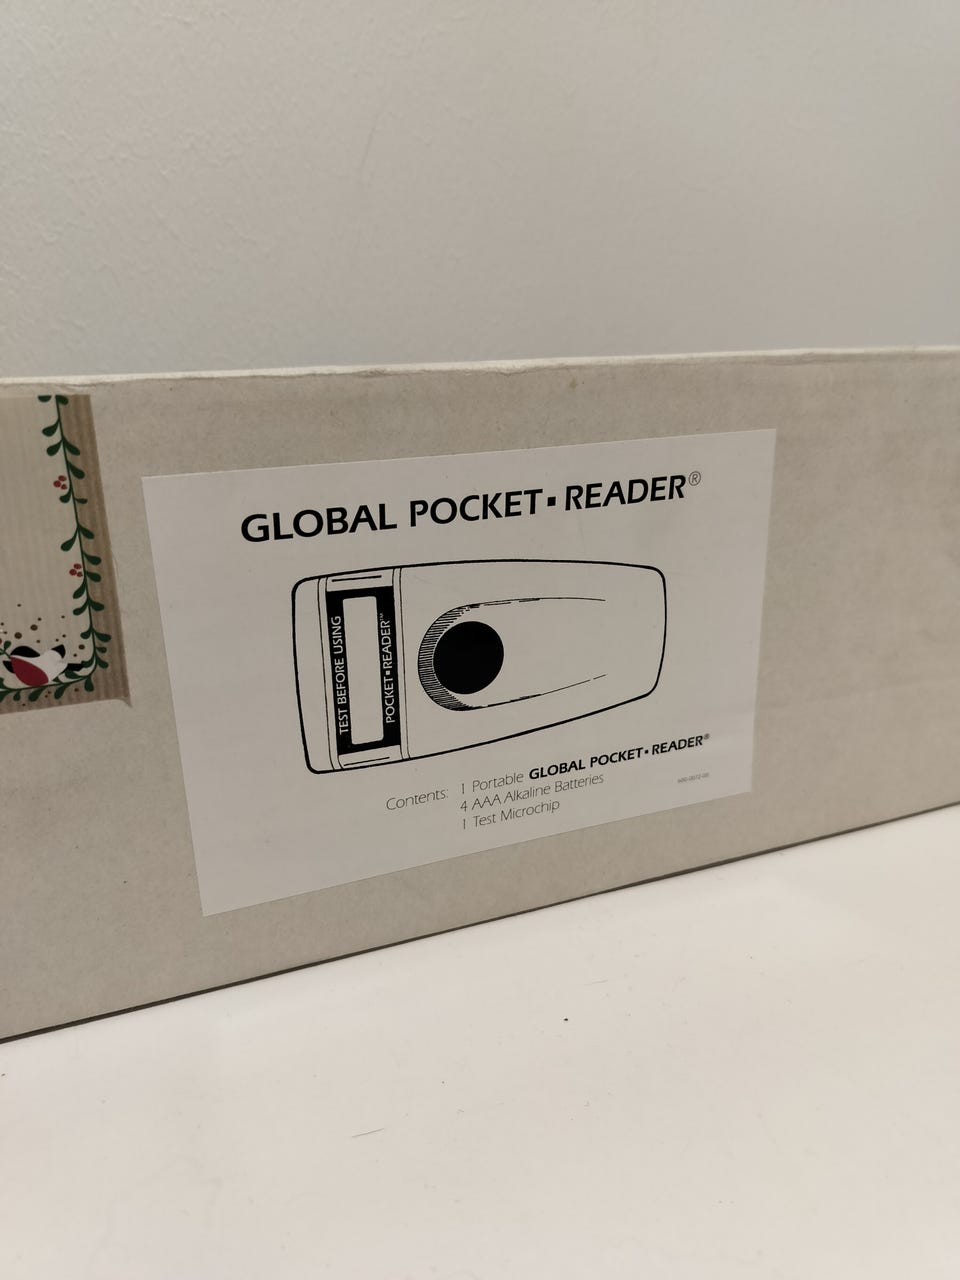 GLOBAL POCKET▪READER®
TEST BEFORE USING
POCKET▪READER™
Contents: 1 Portable GLOBAL POCKET▪READER®
4 AAA Alkaline Batteries
1 Test Microchip